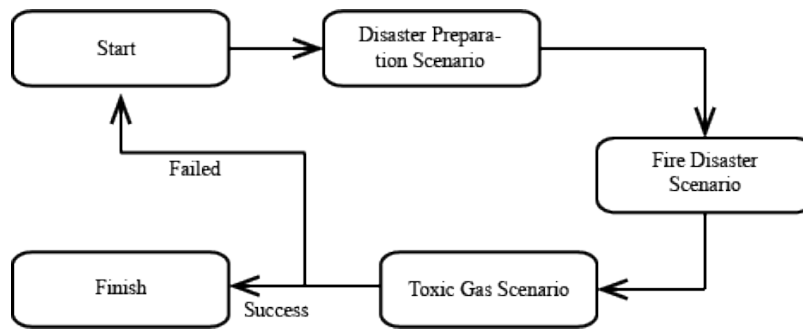 Start
Disaster Prepara-
tion Scenario
Fire Disaster
Scenario
Failed
Finish
Success
Toxic Gas Scenario